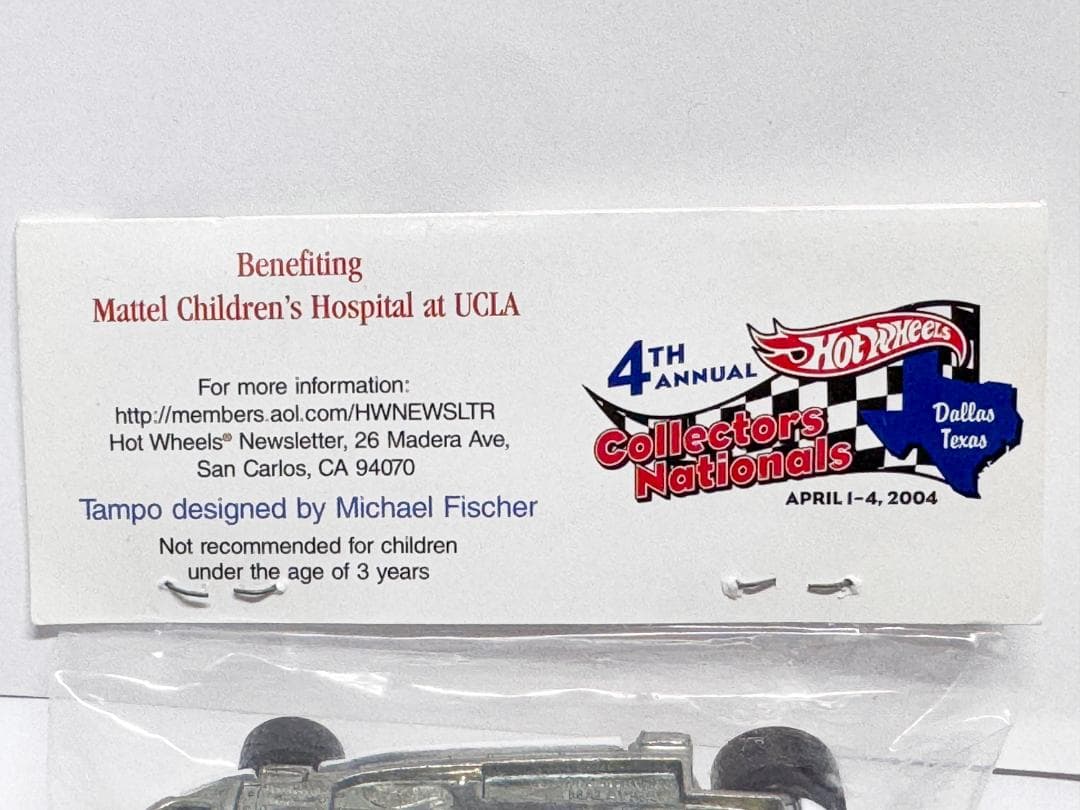 Benefiting
Mattel Children's Hospital at UCLA
For more information:
http://members.aol.com/HWNEWSLTR
Hot Wheels® Newsletter, 26 Madera Ave,
San Carlos, CA 94070
Tampo designed by Michael Fischer
Not recommended for children
under the age of 3 years
4TH
ANNUAL
Hot Wheels
Collectors
Nationals
Dallas
Texas
APRIL 1-4, 2004